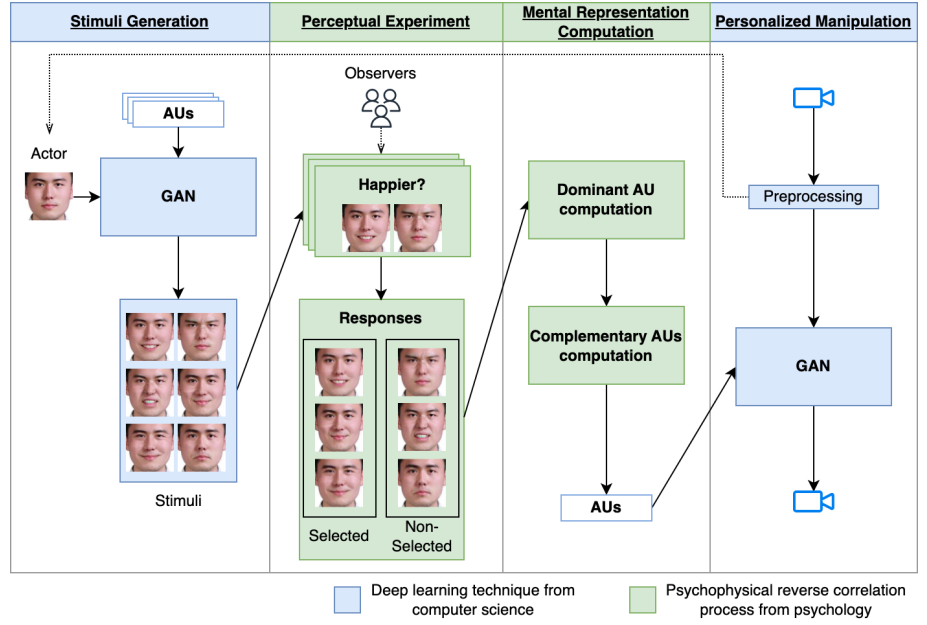 Stimuli Generation
Perceptual Experiment
Mental Representation
Computation
Personalized Manipulation
Observers
AUs
Actor
GAN
Happier?
Dominant AU
computation
Preprocessing
Responses
Complementary AUs
computation
GAN
Stimuli
Selected
Non-
Selected
AUs
Deep learning technique from
computer science
Psychophysical reverse correlation
process from psychology